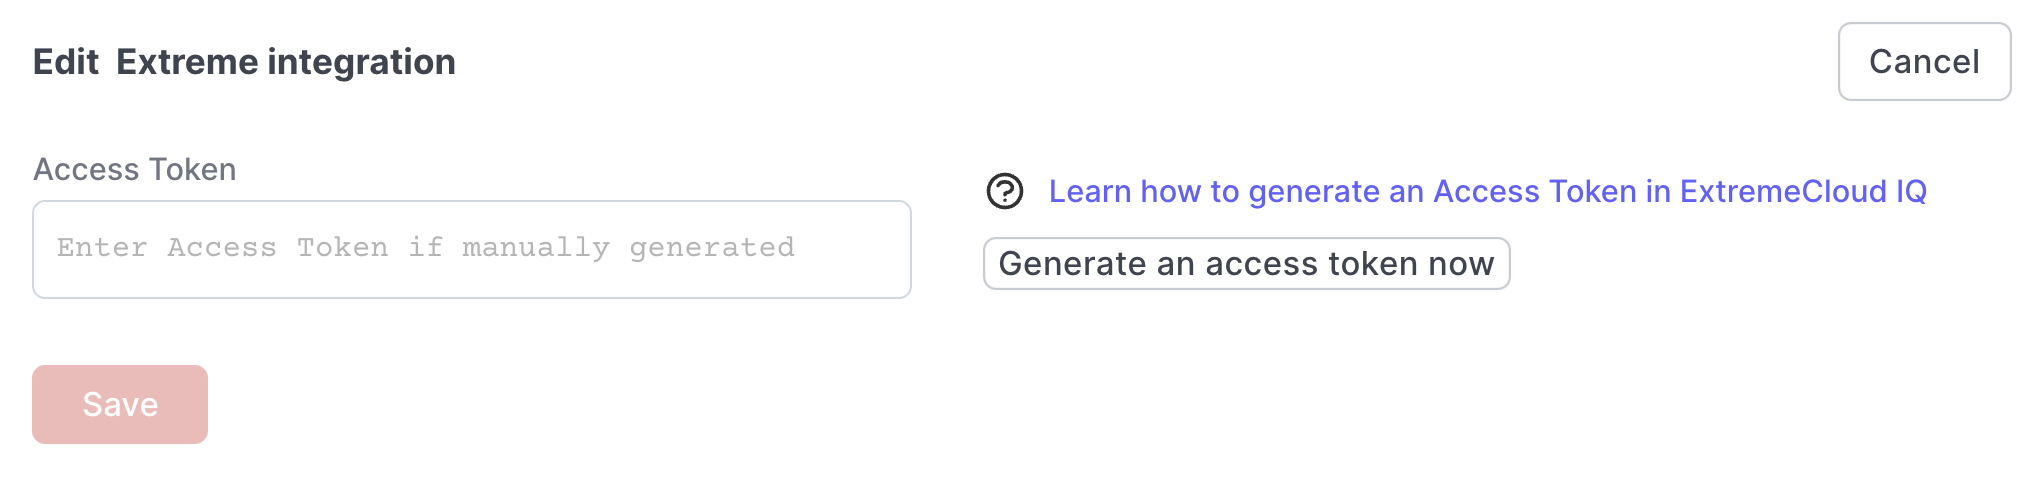 Edit Extreme integration
Cancel
Access Token
Enter Access Token if manually generated
Learn how to generate an Access Token in ExtremeCloud IQ
Generate an access token now
Save